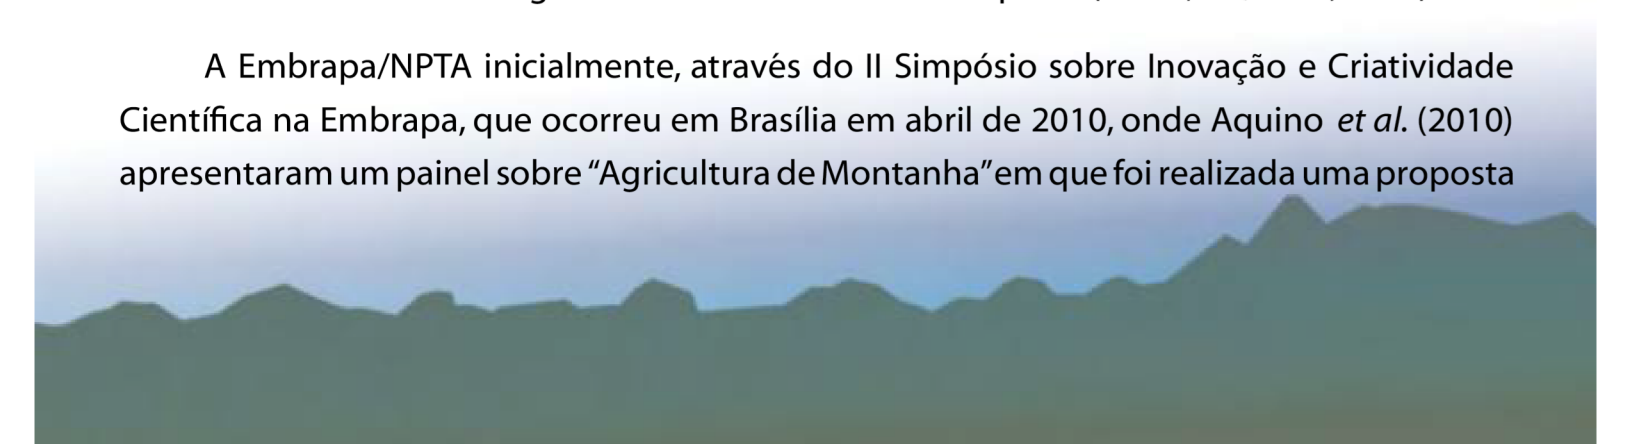 A Embrapa/NPTA inicialmente, através do II Simpósio sobre Inovação e Criatividade
Científica na Embrapa, que ocorreu em Brasília em abril de 2010, onde Aquino et al. (2010)
apresentaram um painel sobre “Agricultura de Montanha” em que foi realizada uma proposta